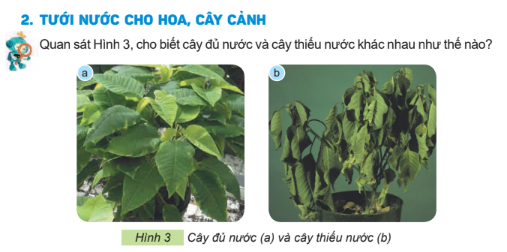 2. TƯỚI NƯỚC CHO HOA, CÂY CẢNH
Quan sát Hình 3, cho biết cây đủ nước và cây thiếu nước khác nhau như thế nào?
a
b
Hình 3 Cây đủ nước (a) và cây thiếu nước (b)